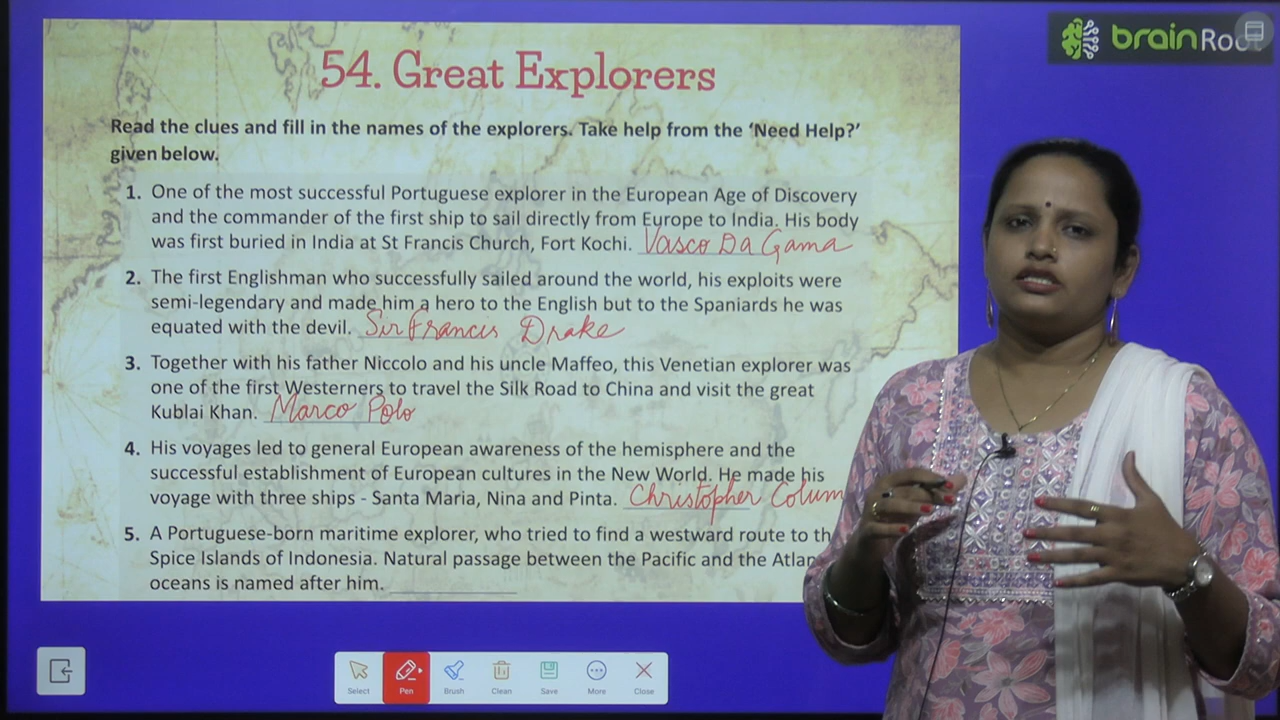 brainRoot
54. Great Explorers
Read the clues and fill in the names of the explorers. Take help from the ‘Need Help?’
given below.
1. One of the most successful Portuguese explorer in the European Age of Discovery
and the commander of the first ship to sail directly from Europe to India. His body
was first buried in India at St Francis Church, Fort Kochi. Vasco Da Gama
2. The first Englishman who successfully sailed around the world, his exploits were
semi-legendary and made him a hero to the English but to the Spaniards he was
equated with the devil. Sir Francis Drake
3. Together with his father Niccolo and his uncle Maffeo, this Venetian explorer was
one of the first Westerners to travel the Silk Road to China and visit the great
Kublai Khan. Marco Polo
4. His voyages led to general European awareness of the hemisphere and the
successful establishment of European cultures in the New World. He made his
voyage with three ships - Santa Maria, Nina and Pinta. Christopher Colum
5. A Portuguese-born maritime explorer, who tried to find a westward route to th
Spice Islands of Indonesia. Natural passage between the Pacific and the Atlan
oceans is named after him.
Select Pen Brush Clean Save More Close